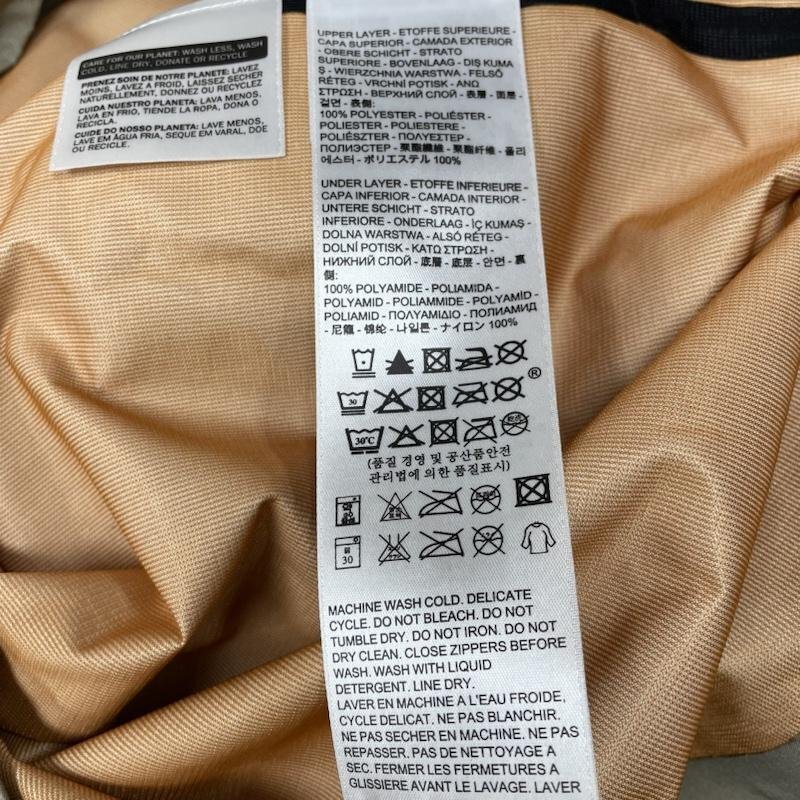 CARE FOR OUR PLANET: WASH LESS, WASH
COLD, LINE DRY, DONATE OR RECYCLE
PRENEZ SOIN DE NOTRE PLANETE: LAVEZ
MOINS, LAVEZ A FROID, LAISSEZ SECHER
NATURELLEMENT, DONNEZ OU RECYCLEZ
CUIDA NUESTRO PLANETA: LAVA MENOS,
LAVA EN FRIO, TIENDE LA ROPA, DONA O
RECICLA.
CUIDE DO NOSSO PLANETA: LAVE MENOS,
LAVE EM ÁGUA FRIA, SEQUE EM VARAL, DOE
OU RECICLE.
UPPER LAYER - ETOFFE SUPERIEURE -
CAPA SUPERIOR - CAMADA EXTERIOR
- OBERE SCHICHT - STRATO
SUPERIORE - BOVENLAAG - DIŞ KUMA
Ş - WIERZCHNIA WARSTWA - FELSŐ
RÉTEG - VRCHNÍ POTISK - ΑΝΩ
ΣΤΡΩΣΗ - ВЕРХНИЙ СЛОЙ - 表層 - 面层 -
겉면 - 表側:
100% POLYESTER - POLIÉSTER -
POLIESTER - POLIESTERE -
POLIÉSZTER - ΠΟΛΥΕΣΤΕΡ -
ПОЛИЭСТЕР - 聚酯纖維 - 聚酯纤维 - 폴리
에스터 - ポリエステル 100%
UNDER LAYER - ETOFFE INFERIEURE -
CAPA INFERIOR - CAMADA INTERIOR -
UNTERE SCHICHT - STRATO
INFERIORE - ONDERLAAG - İÇ KUMAŞ -
DOLNA WARSTWA - ALSÓ RÉTEG -
DOLNÍ POTISK - ΚΑΤΩ ΣΤΡΩΣΗ -
НИЖНИЙ СЛОЙ - 底層 - 底层 - 안면 - 裏
側:
100% POLYAMIDE - POLIAMIDA -
POLYAMID - POLIAMMIDE - POLYAMİD -
POLIAMID - ΠΟΛΥΑΜΙΔΙΟ - ПОЛИАМИД
- 尼龍 - 锦纶 - 나일론 - ナイロン 100%
30 ®
30°C
(품질 경영 및 공산품안전
관리법에 의한 품질표시)
30
MACHINE WASH COLD. DELICATE
CYCLE. DO NOT BLEACH. DO NOT
TUMBLE DRY. DO NOT IRON. DO NOT
DRY CLEAN. CLOSE ZIPPERS BEFORE
WASH. WASH WITH LIQUID
DETERGENT. LINE DRY.
LAVER EN MACHINE A L'EAU FROIDE,
CYCLE DELICAT. NE PAS BLANCHIR.
NE PAS SECHER EN MACHINE. NE PAS
REPASSER. PAS DE NETTOYAGE A
SEC. FERMER LES FERMETURES A
GLISSIERE AVANT LE LAVAGE. LAVER